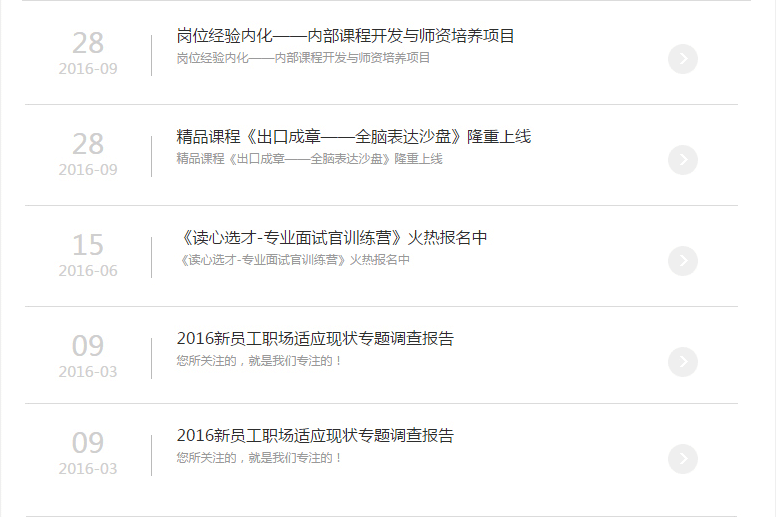 28
2016-09
岗位经验内化——内部课程开发与师资培养项目
岗位经验内化——内部课程开发与师资培养项目
28
2016-09
精品课程《出口成章——全脑表达沙盘》隆重上线
精品课程《出口成章——全脑表达沙盘》隆重上线
15
2016-06
《读心选才-专业面试官训练营》火热报名中
《读心选才-专业面试官训练营》火热报名中
09
2016-03
2016新员工职场适应现状专题调查报告
您所关注的，就是我们专注的！
09
2016-03
2016新员工职场适应现状专题调查报告
您所关注的，就是我们专注的！